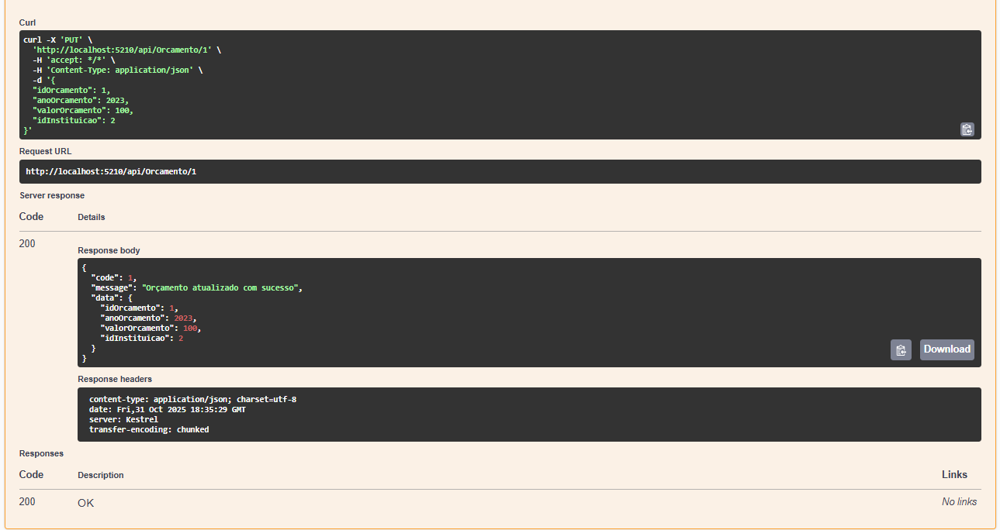 Curl
curl -X 'PUT' \
'http://localhost:5210/api/Orcamento/1' \
-H 'accept: */*' \
-H 'Content-Type: application/json' \
-d '{
"idOrcamento": 1,
"anoOrcamento": 2023,
"valorOrcamento": 100,
"idInstituicao": 2
}'
Request URL
http://localhost:5210/api/Orcamento/1
Server response
Code Details
200
Response body
{
"code": 1,
"message": "Orçamento atualizado com sucesso",
"data": {
"idOrcamento": 1,
"anoOrcamento": 2023,
"valorOrcamento": 100,
"idInstituicao": 2
}
}
Download
Response headers
content-type: application/json; charset=utf-8
date: Fri,31 Oct 2025 18:35:29 GMT
server: Kestrel
transfer-encoding: chunked
Responses
Code Description Links
200 OK No links